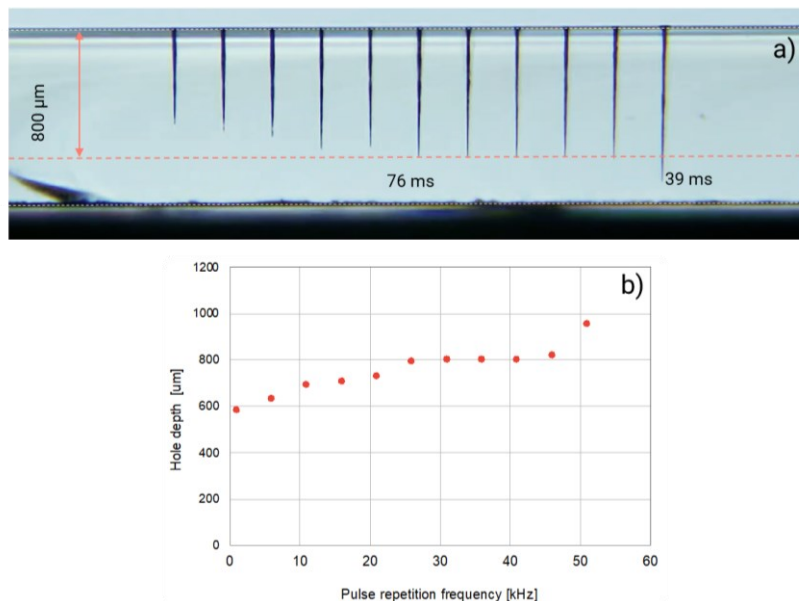 a)
800 µm
76 ms
39 ms
b)
1200
1000
800
600
400
200
0
Hole depth [um]
0 10 20 30 40 50 60
Pulse repetition frequency [kHz]